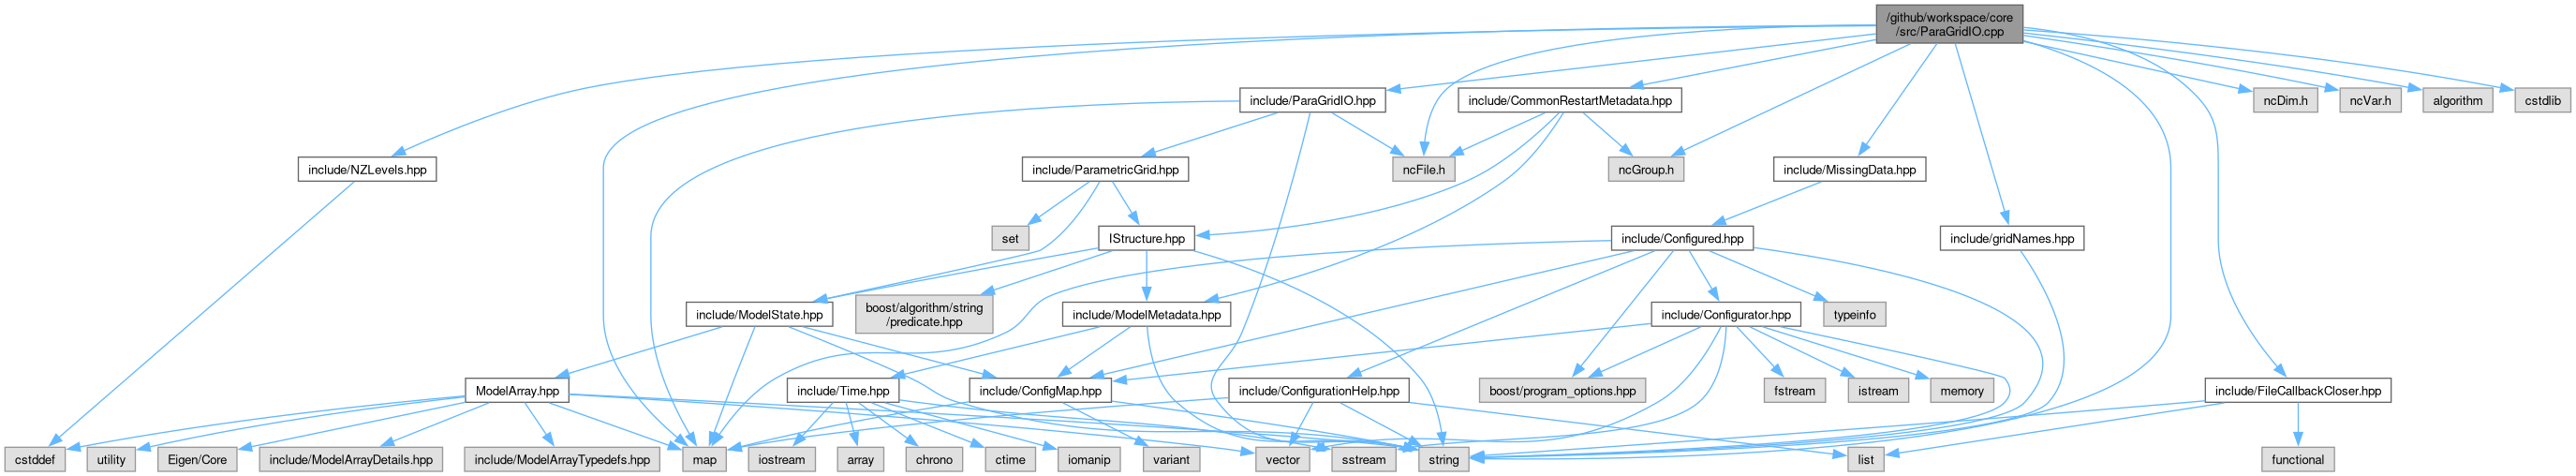 /github/workspace/core
/src/ParaGridIO.cpp
include/ParaGridIO.hpp
include/CommonRestartMetadata.hpp
ncDim.h
ncVar.h
algorithm
cstdlib
include/NZLevels.hpp
include/ParametricGrid.hpp
ncFile.h
ncGroup.h
include/MissingData.hpp
set
IStructure.hpp
include/Configured.hpp
include/gridNames.hpp
include/ModelState.hpp
boost/algorithm/string
/predicate.hpp
include/ModelMetadata.hpp
include/Configurator.hpp
typeinfo
ModelArray.hpp
include/Time.hpp
include/ConfigMap.hpp
include/ConfigurationHelp.hpp
boost/program_options.hpp
fstream
istream
memory
include/FileCallbackCloser.hpp
cstddef
utility
Eigen/Core
include/ModelArrayDetails.hpp
include/ModelArrayTypedefs.hpp
map
iostream
array
chrono
ctime
iomanip
variant
vector
sstream
string
list
functional